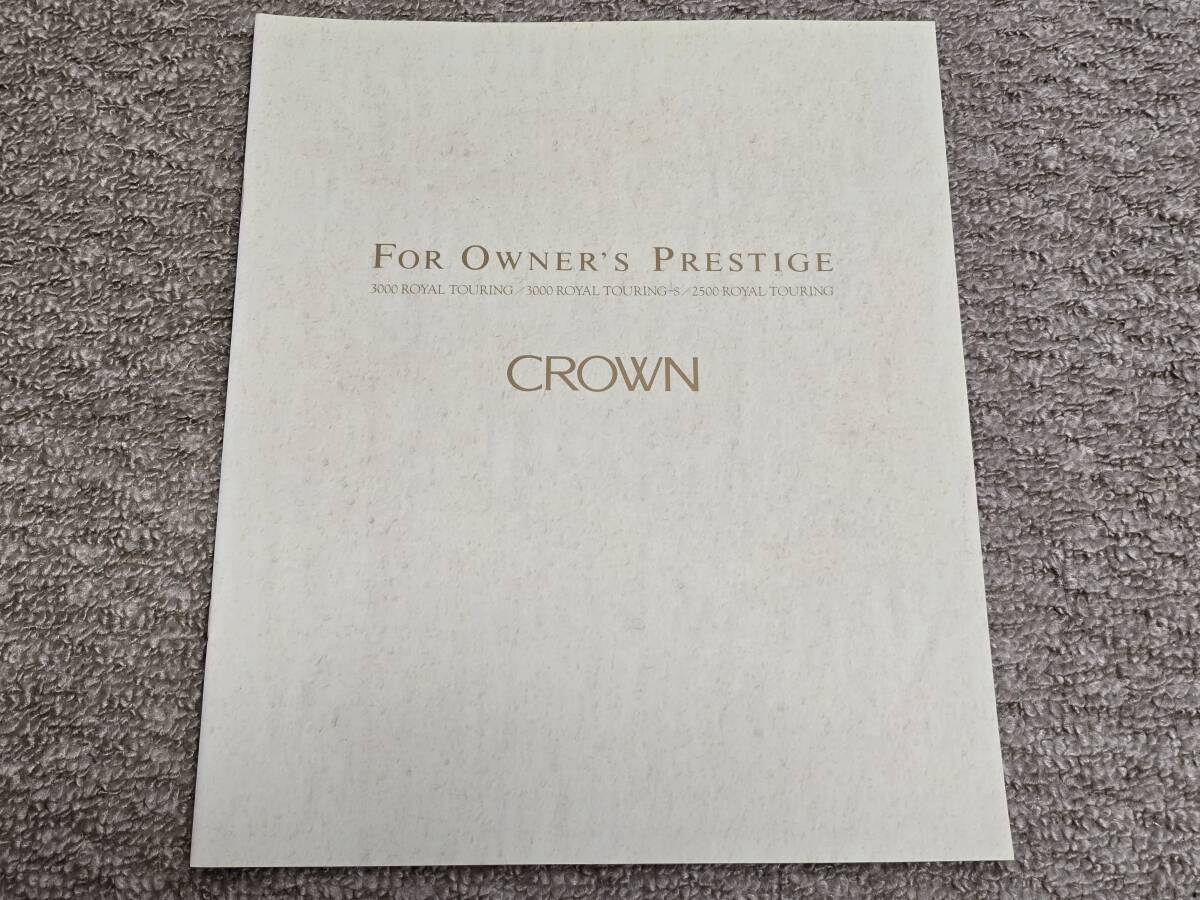 FOR OWNER'S PRESTIGE
3000 ROYAL TOURING／3000 ROYAL TOURING-S／2500 ROYAL TOURING
CROWN